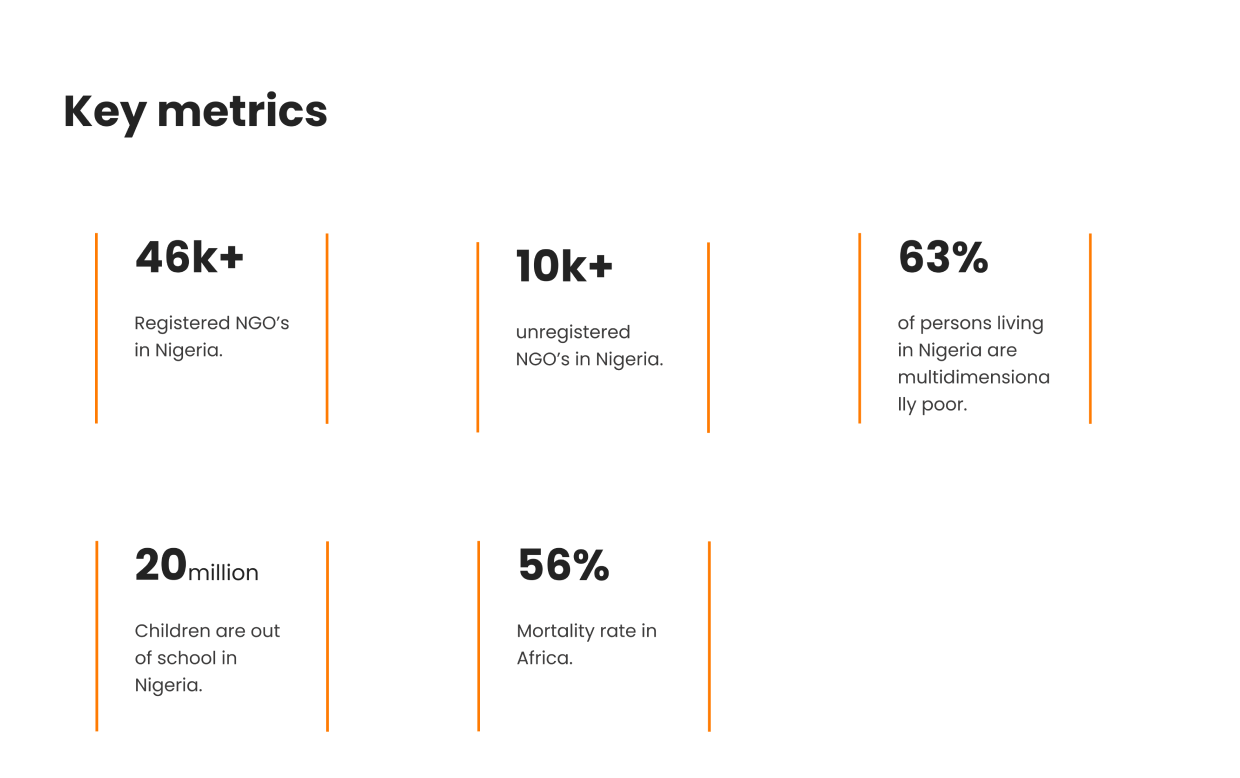 Key metrics
46k+
Registered NGO’s
in Nigeria.
10k+
unregistered
NGO’s in Nigeria.
63%
of persons living
in Nigeria are
multidimensiona
lly poor.
20million
Children are out
of school in
Nigeria.
56%
Mortality rate in
Africa.